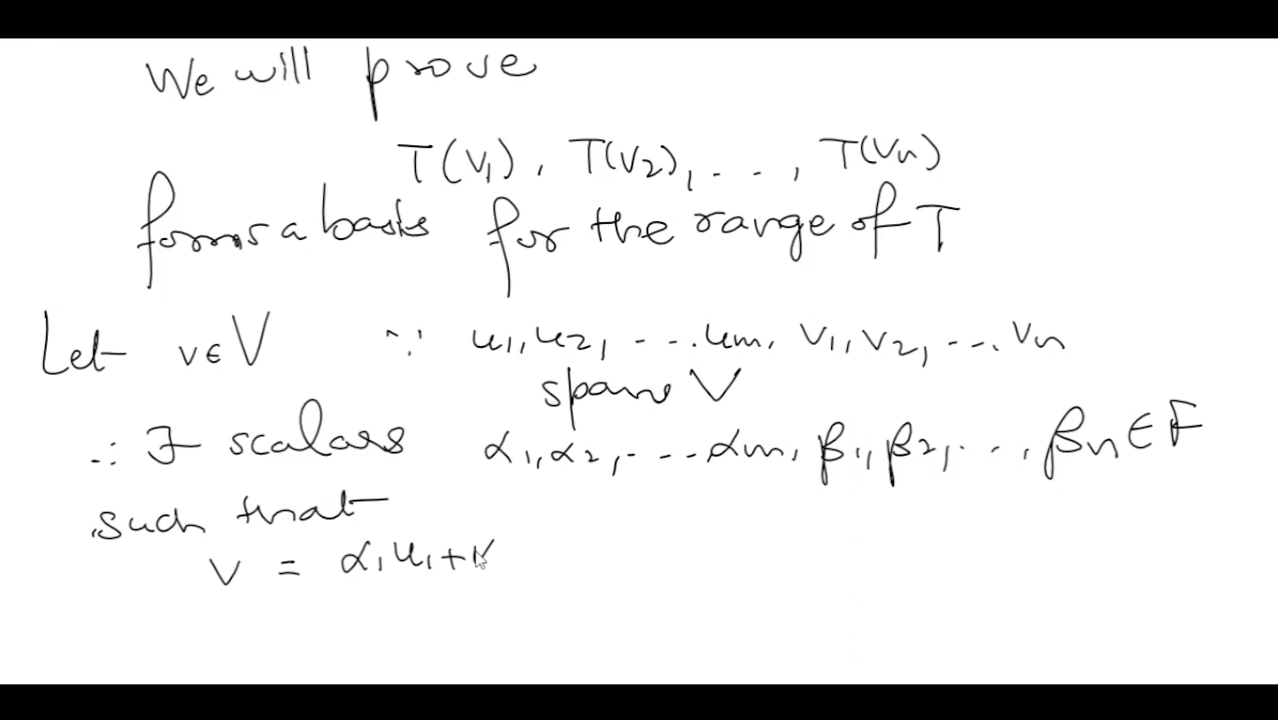 We will prove
T(v₁), T(v₂), ..., T(vₙ)
forms a basis for the range of T
Let v∈V ∵ u₁, u₂, ... uₘ, v₁, v₂, ... vₙ
spans V
∴ ∃ scalars α₁, α₂, ... αₘ, β₁, β₂, ..., βₙ ∈ F
such that
v = α₁u₁ +